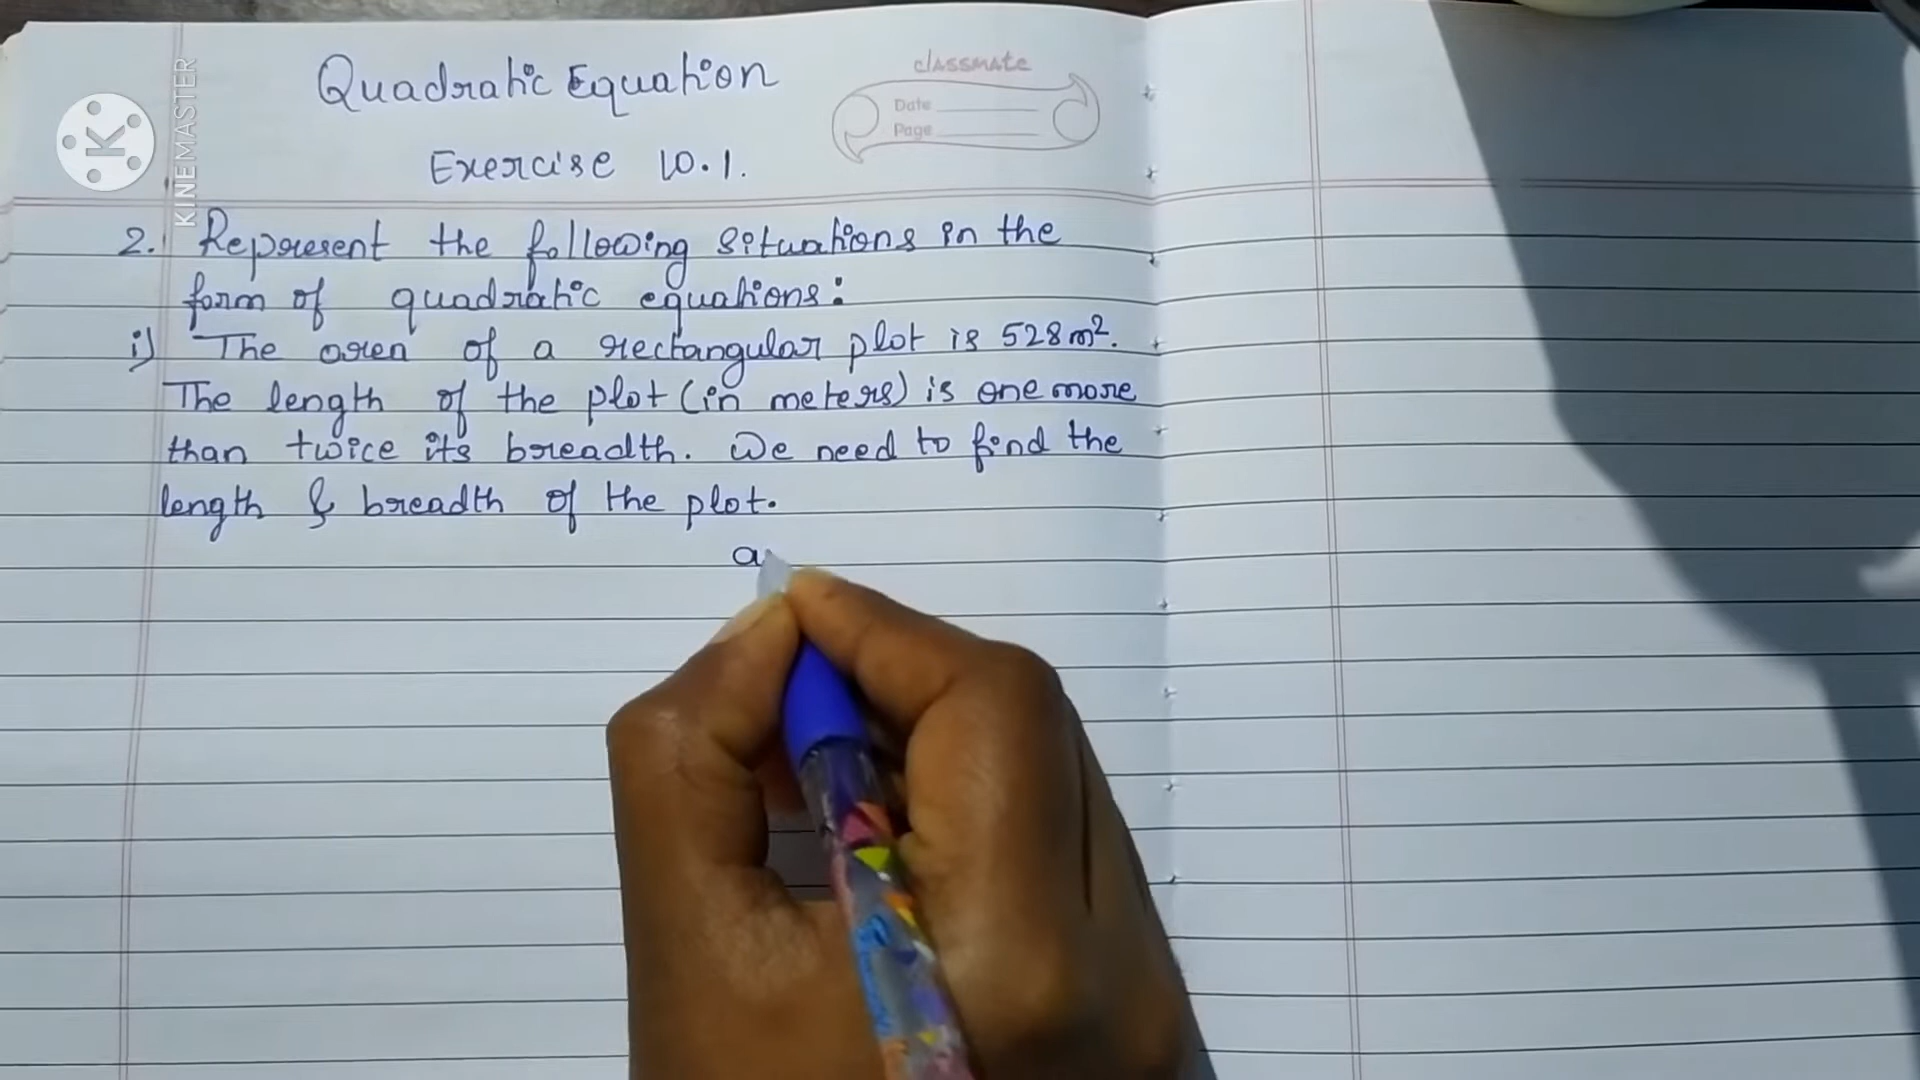 Quadratic Equation
classmate
Date
Page
Exercise 10.1.
KINEMASTER
2. Represent the following situations in the
form of quadratic equations:
i) The area of a rectangular plot is 528m².
The length of the plot (in meters) is one more
than twice its breadth. We need to find the
length & breadth of the plot.
a